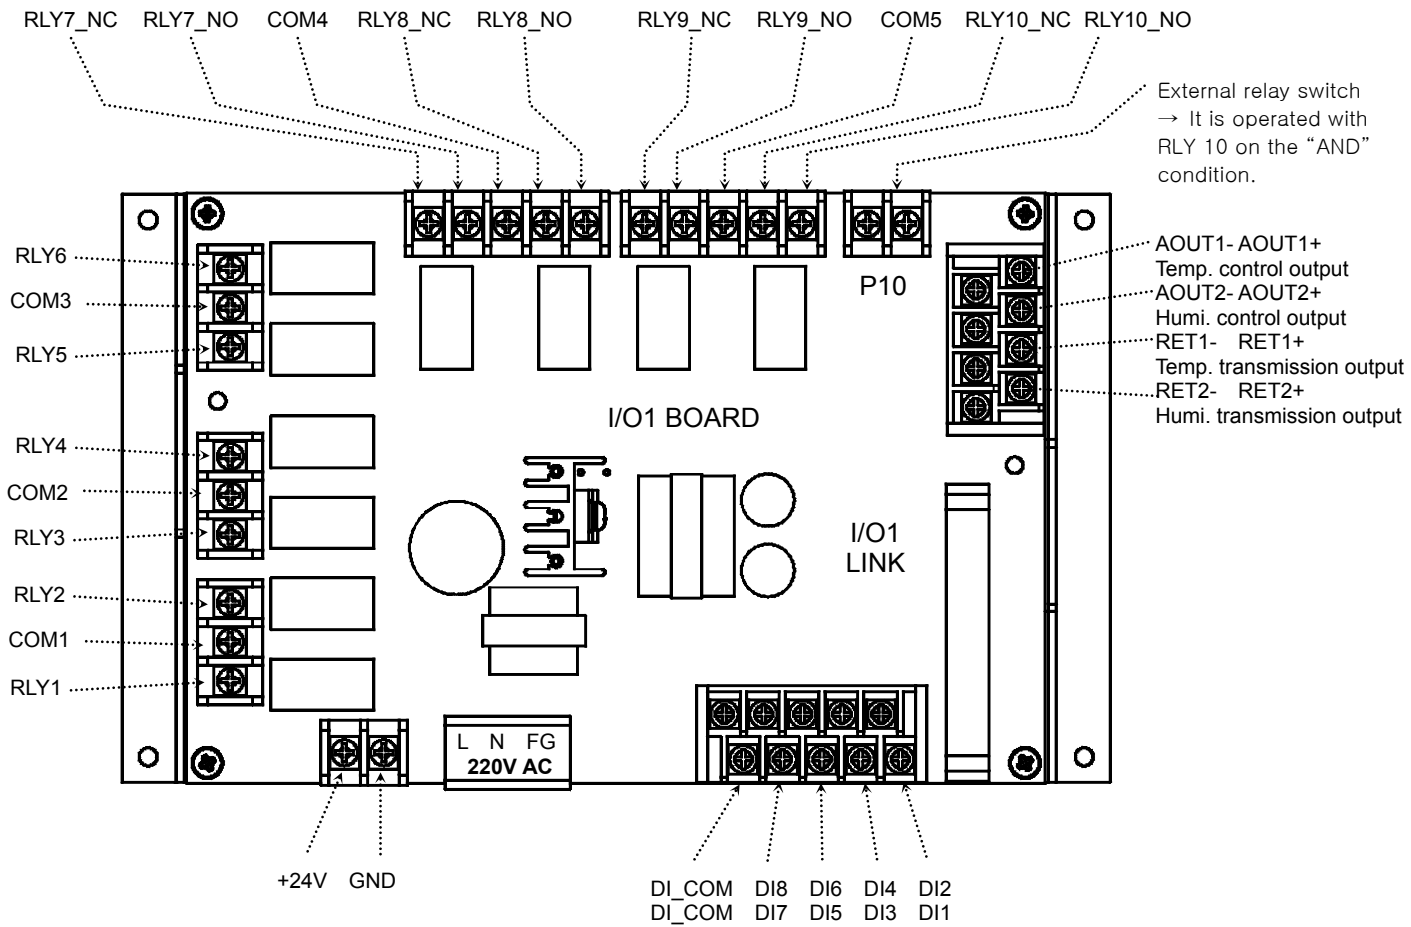 RLY7_NC RLY7_NO COM4 RLY8_NC RLY8_NO RLY9_NC RLY9_NO COM5 RLY10_NC RLY10_NO
External relay switch
→ It is operated with
RLY 10 on the “AND”
condition.
RLY6
COM3
RLY5
RLY4
COM2
RLY3
RLY2
COM1
RLY1
P10
AOUT1- AOUT1+
Temp. control output
AOUT2- AOUT2+
Humi. control output
RET1- RET1+
Temp. transmission output
RET2- RET2+
Humi. transmission output
I/O1 BOARD
I/O1
LINK
L N FG
220V AC
+24V GND
DI_COM DI8 DI6 DI4 DI2
DI_COM DI7 DI5 DI3 DI1